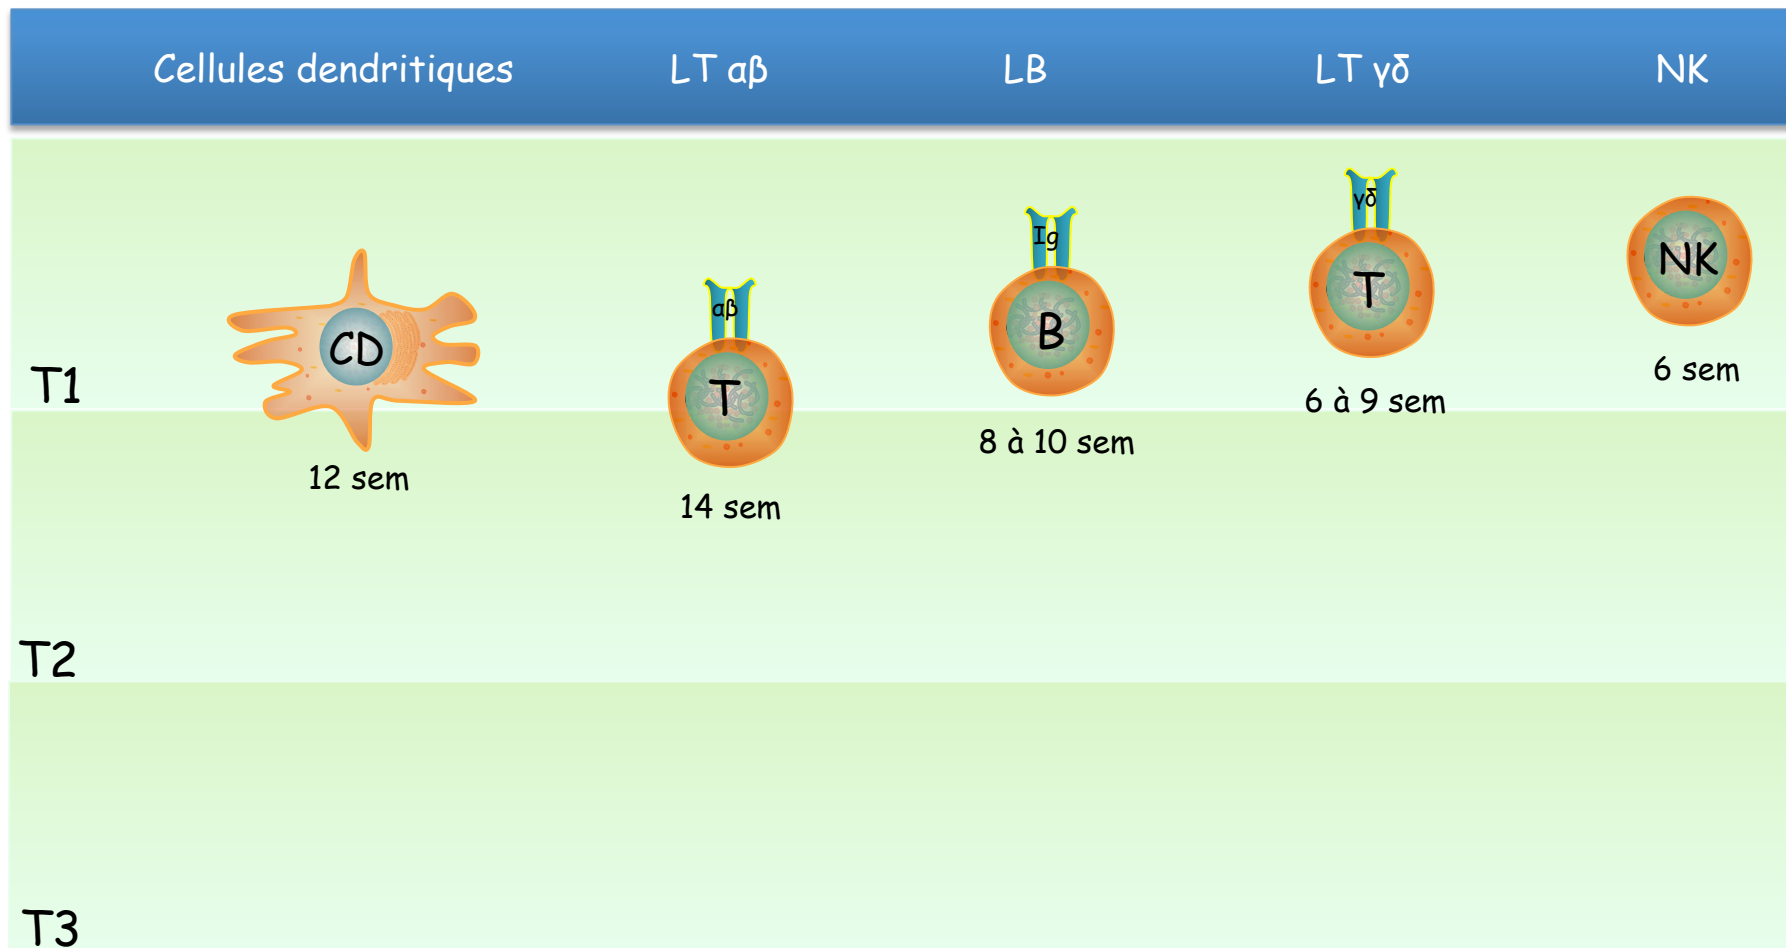 Cellules dendritiques LT αβ LB LT γδ NK
γδ
Ig
NK
αβ
T
B
CD
T
T1
6 sem
6 à 9 sem
8 à 10 sem
12 sem
14 sem
T2
T3